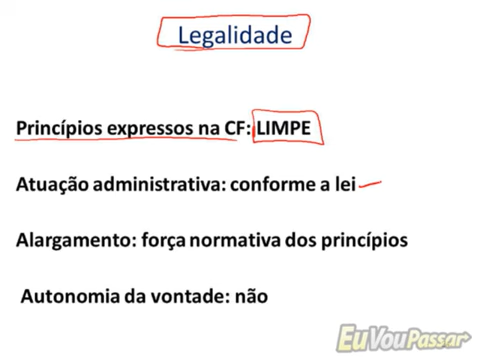 Legalidade
Princípios expressos na CF: LIMPE
Atuação administrativa: conforme a lei
Alargamento: força normativa dos princípios
Autonomia da vontade: não
EuVouPassar